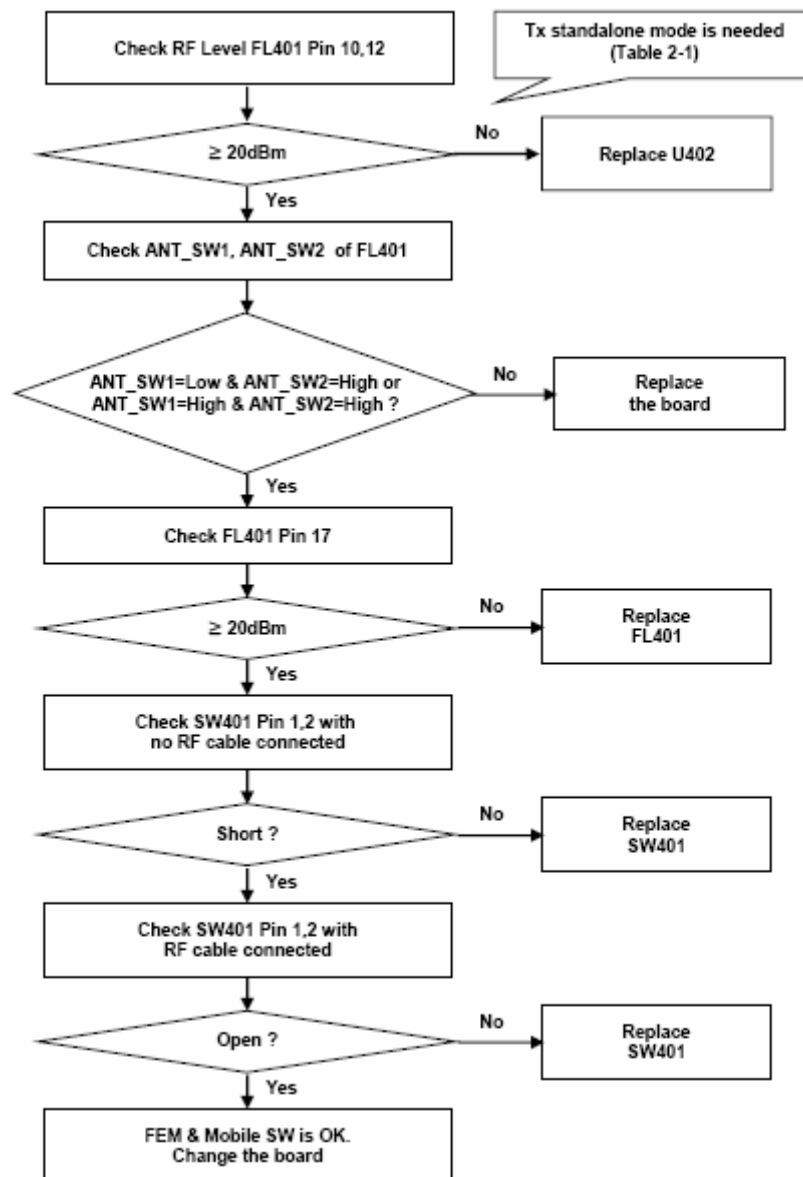 Check RF Level FL401 Pin 10,12
Tx standalone mode is needed
(Table 2-1)
≥ 20dBm
No
Replace U402
Yes
Check ANT_SW1, ANT_SW2 of FL401
ANT_SW1=Low & ANT_SW2=High or
ANT_SW1=High & ANT_SW2=High ?
No
Replace
the board
Yes
Check FL401 Pin 17
≥ 20dBm
No
Replace
FL401
Yes
Check SW401 Pin 1,2 with
no RF cable connected
Short ?
No
Replace
SW401
Yes
Check SW401 Pin 1,2 with
RF cable connected
Open ?
No
Replace
SW401
Yes
FEM & Mobile SW is OK.
Change the board